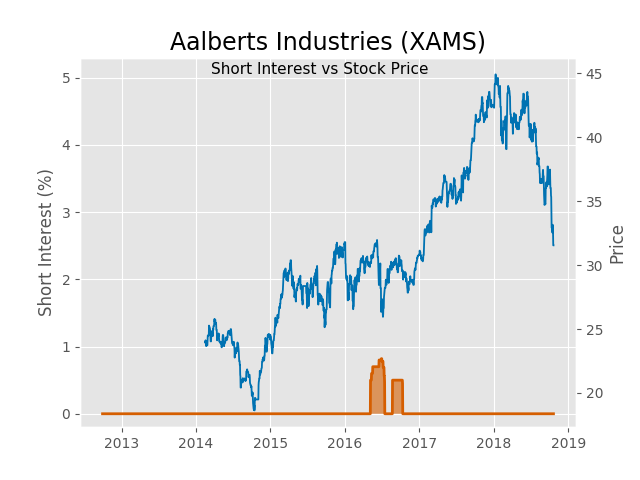 Aalberts Industries (XAMS)
Short Interest vs Stock Price
Short Interest (%)
5
4
3
2
1
0
45
40
35
30
25
20
Price
2013 2014 2015 2016 2017 2018 2019